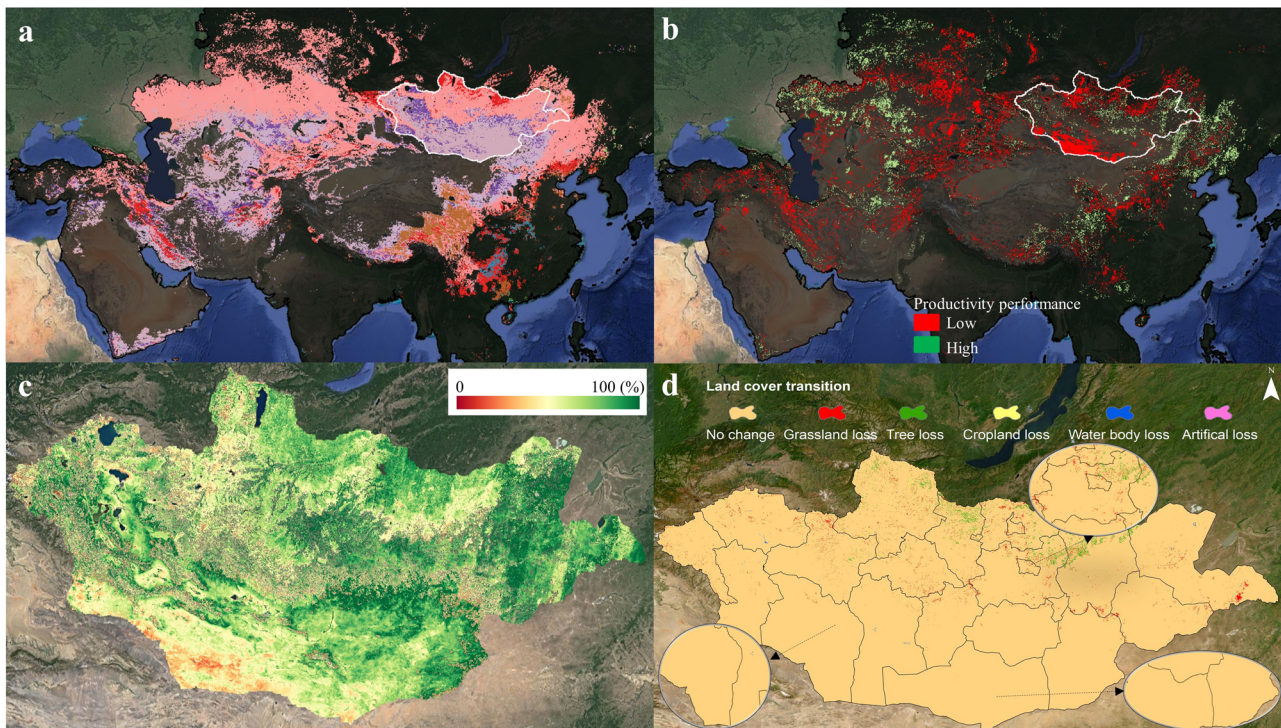 a
b
Productivity performance
Low
High
c
0 100 (%)
d
N
Land cover transition
No change Grassland loss Tree loss Cropland loss Water body loss Artifical loss